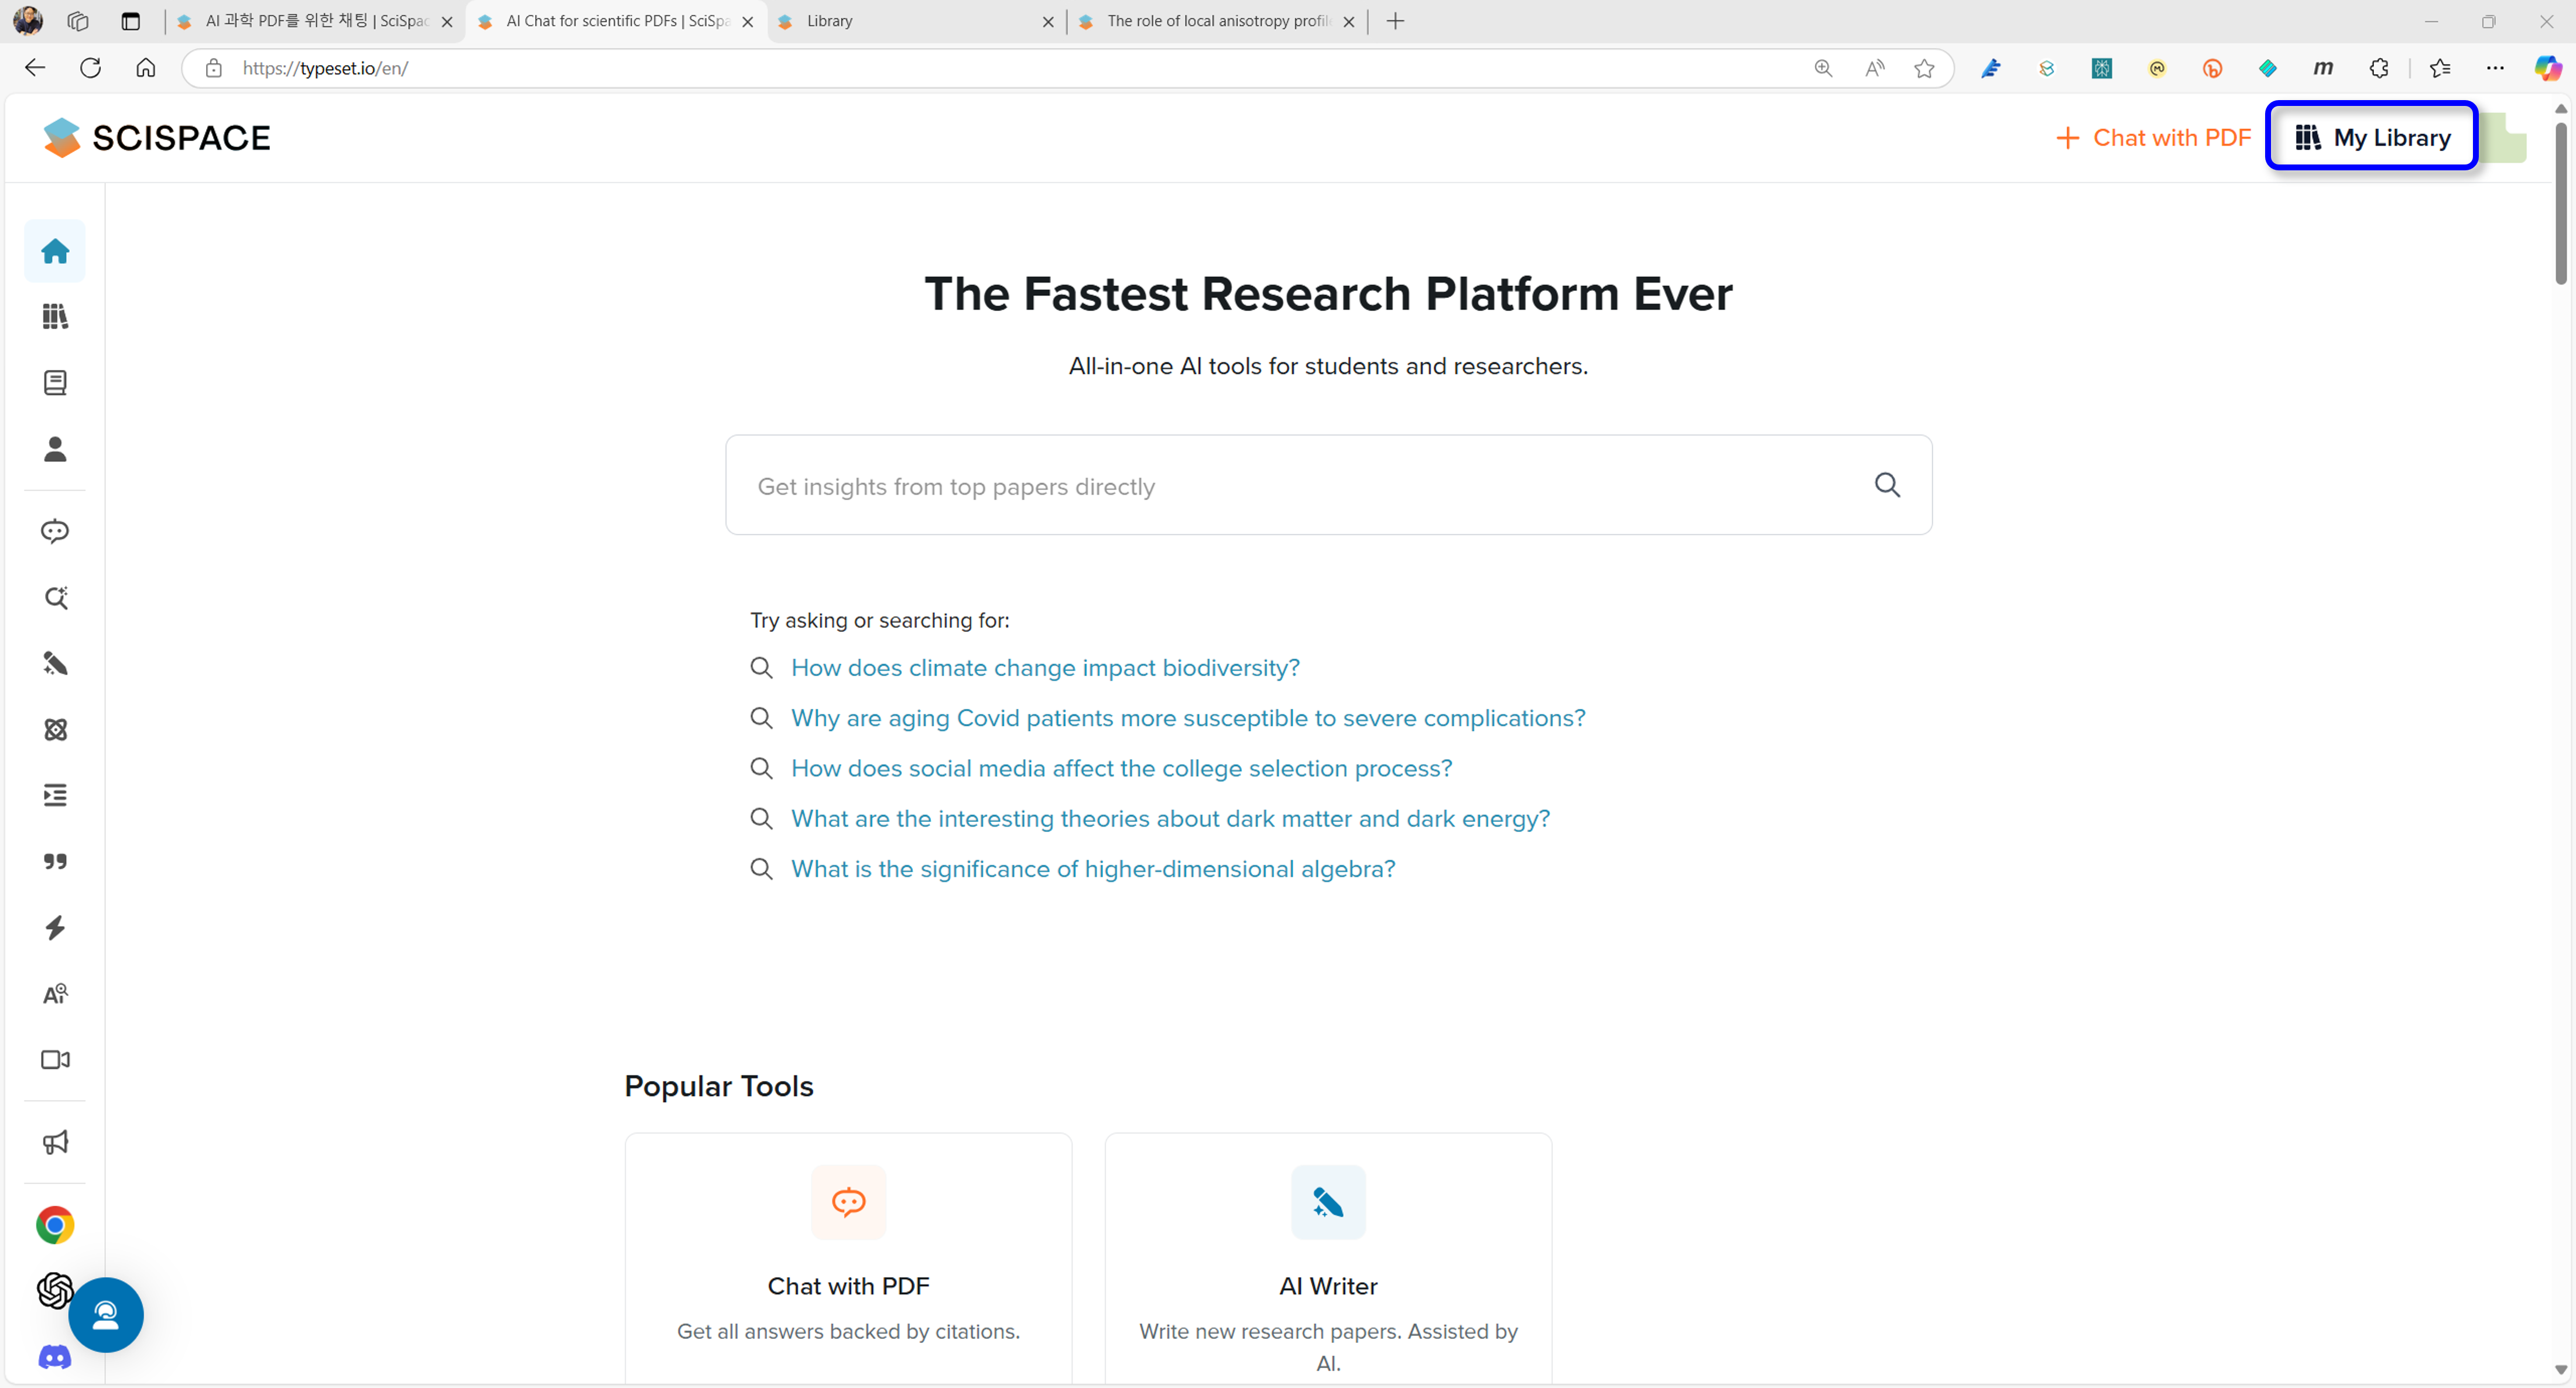 AI 과학 PDF를 위한 채팅 | SciSpac
AI Chat for scientific PDFs | SciSpa
Library
The role of local anisotropy profile
https://typeset.io/en/
SCISPACE
Chat with PDF
My Library
The Fastest Research Platform Ever
All-in-one AI tools for students and researchers.
Get insights from top papers directly
Try asking or searching for:
How does climate change impact biodiversity?
Why are aging Covid patients more susceptible to severe complications?
How does social media affect the college selection process?
What are the interesting theories about dark matter and dark energy?
What is the significance of higher-dimensional algebra?
Popular Tools
Chat with PDF
Get all answers backed by citations.
AI Writer
Write new research papers. Assisted by
AI.